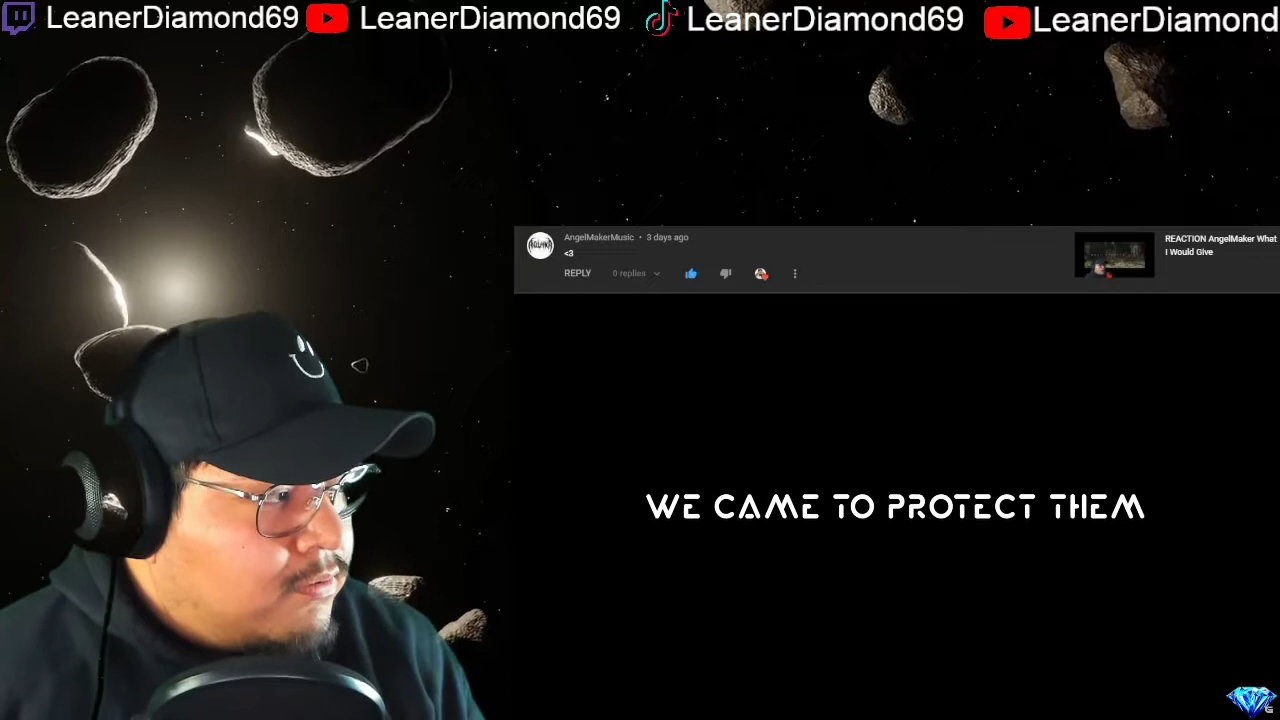 LeanerDiamond69 LeanerDiamond69 LeanerDiamond69 LeanerDiamond
AngelMakerMusic • 3 days ago
<3
REPLY 0 replies
REACTION AngelMaker What
I Would Give
WE CAME TO PROTECT THEM